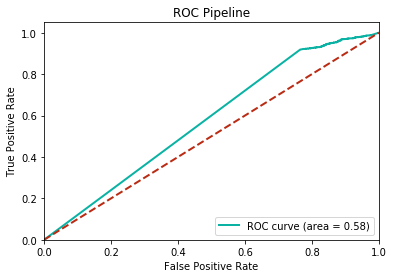 ROC Pipeline
True Positive Rate
1.0
0.8
0.6
0.4
0.2
0.0
ROC curve (area = 0.58)
0.0 0.2 0.4 0.6 0.8 1.0
False Positive Rate